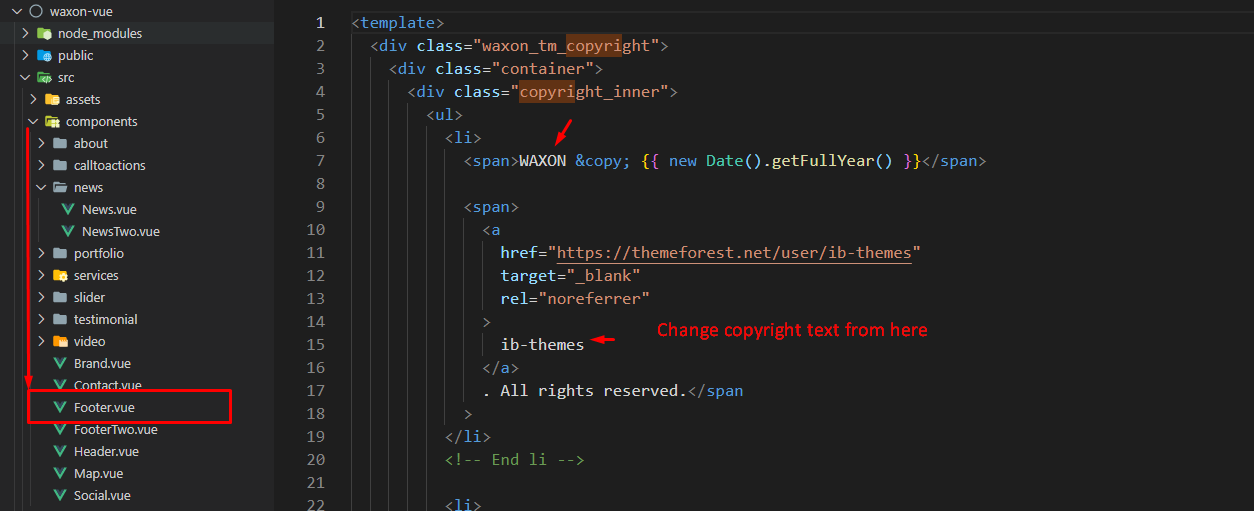 waxon-vue
node_modules
public
src
assets
components
about
calltoactions
news
News.vue
NewsTwo.vue
portfolio
services
slider
testimonial
video
Brand.vue
Contact.vue
Footer.vue
FooterTwo.vue
Header.vue
Map.vue
Social.vue
1 <template>
2 <div class="waxon_tm_copyright">
3 <div class="container">
4 <div class="copyright_inner">
5 <ul>
6 <li>
7 <span>WAXON &copy; {{ new Date().getFullYear() }}</span>
8
9 <span>
10 <a
11 href="https://themeforest.net/user/ib-themes"
12 target="_blank"
13 rel="noreferrer"
14 >
Change copyright text from here
15 ib-themes
16 </a>
17 . All rights reserved.</span
18 >
19 </li>
20 <!-- End li -->
21
22 <li>